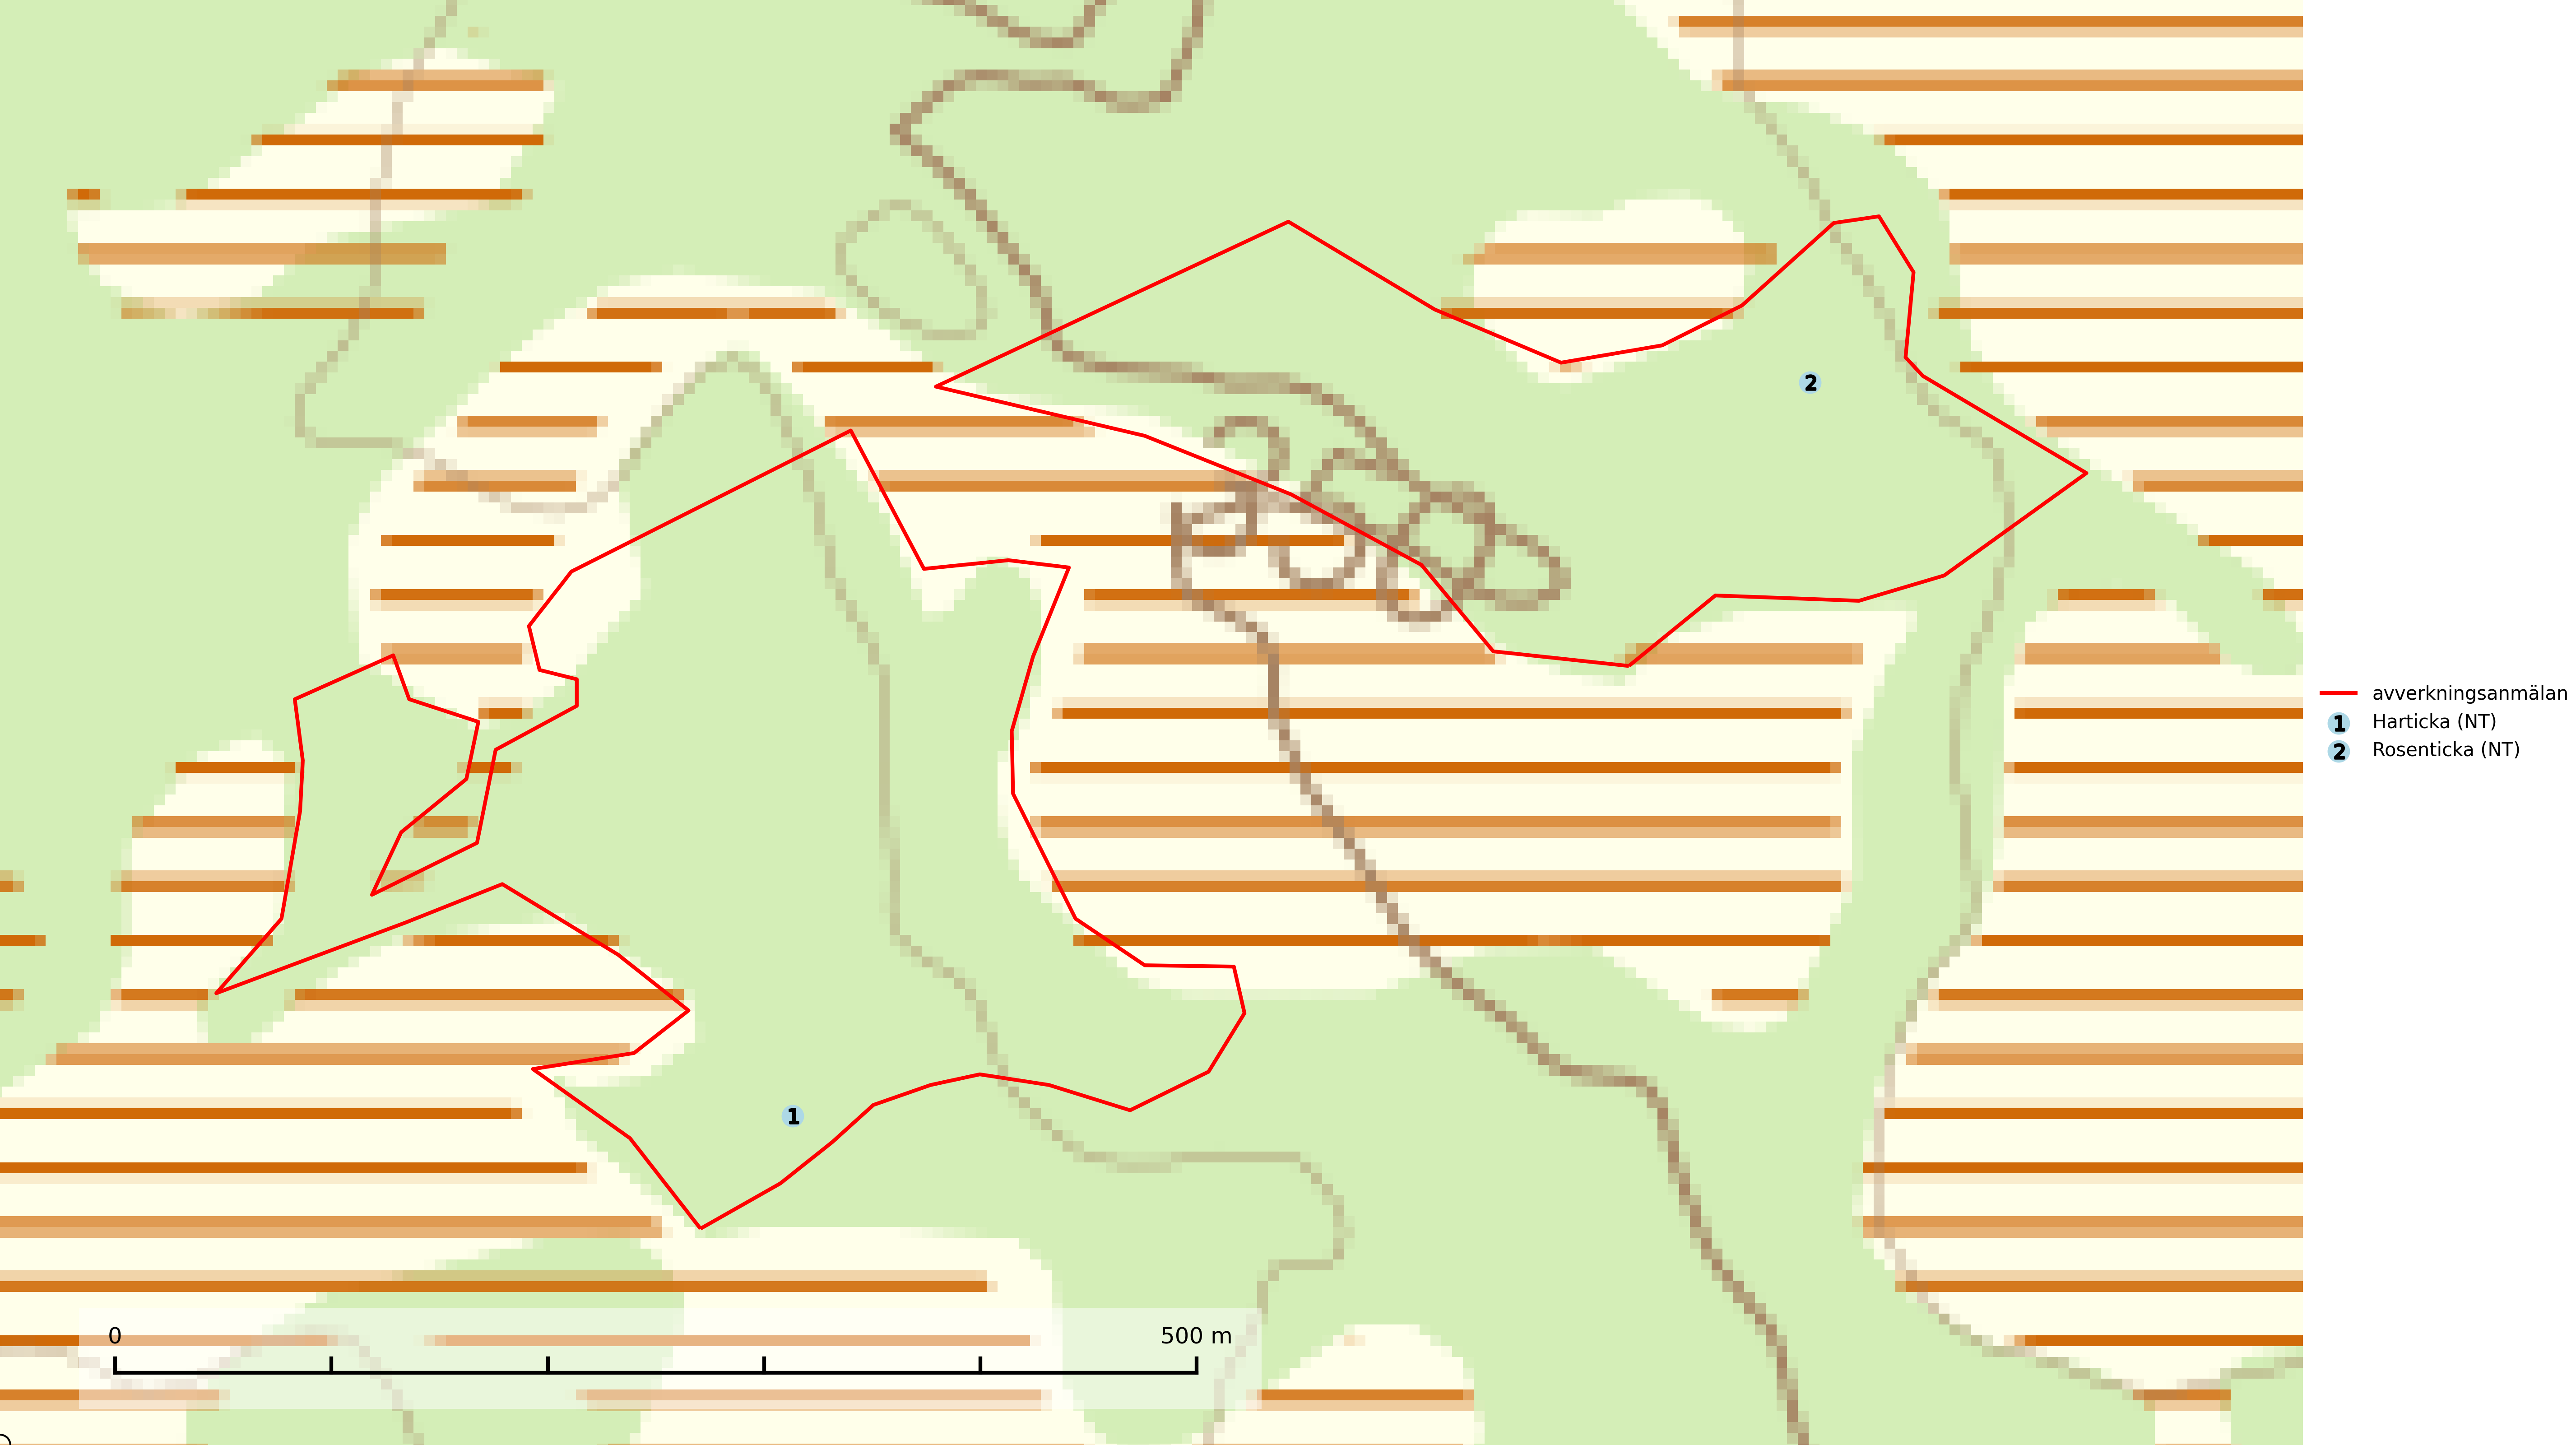 2
avverkningsanmälan
1 Harticka (NT)
2 Rosenticka (NT)
1
0 500 m